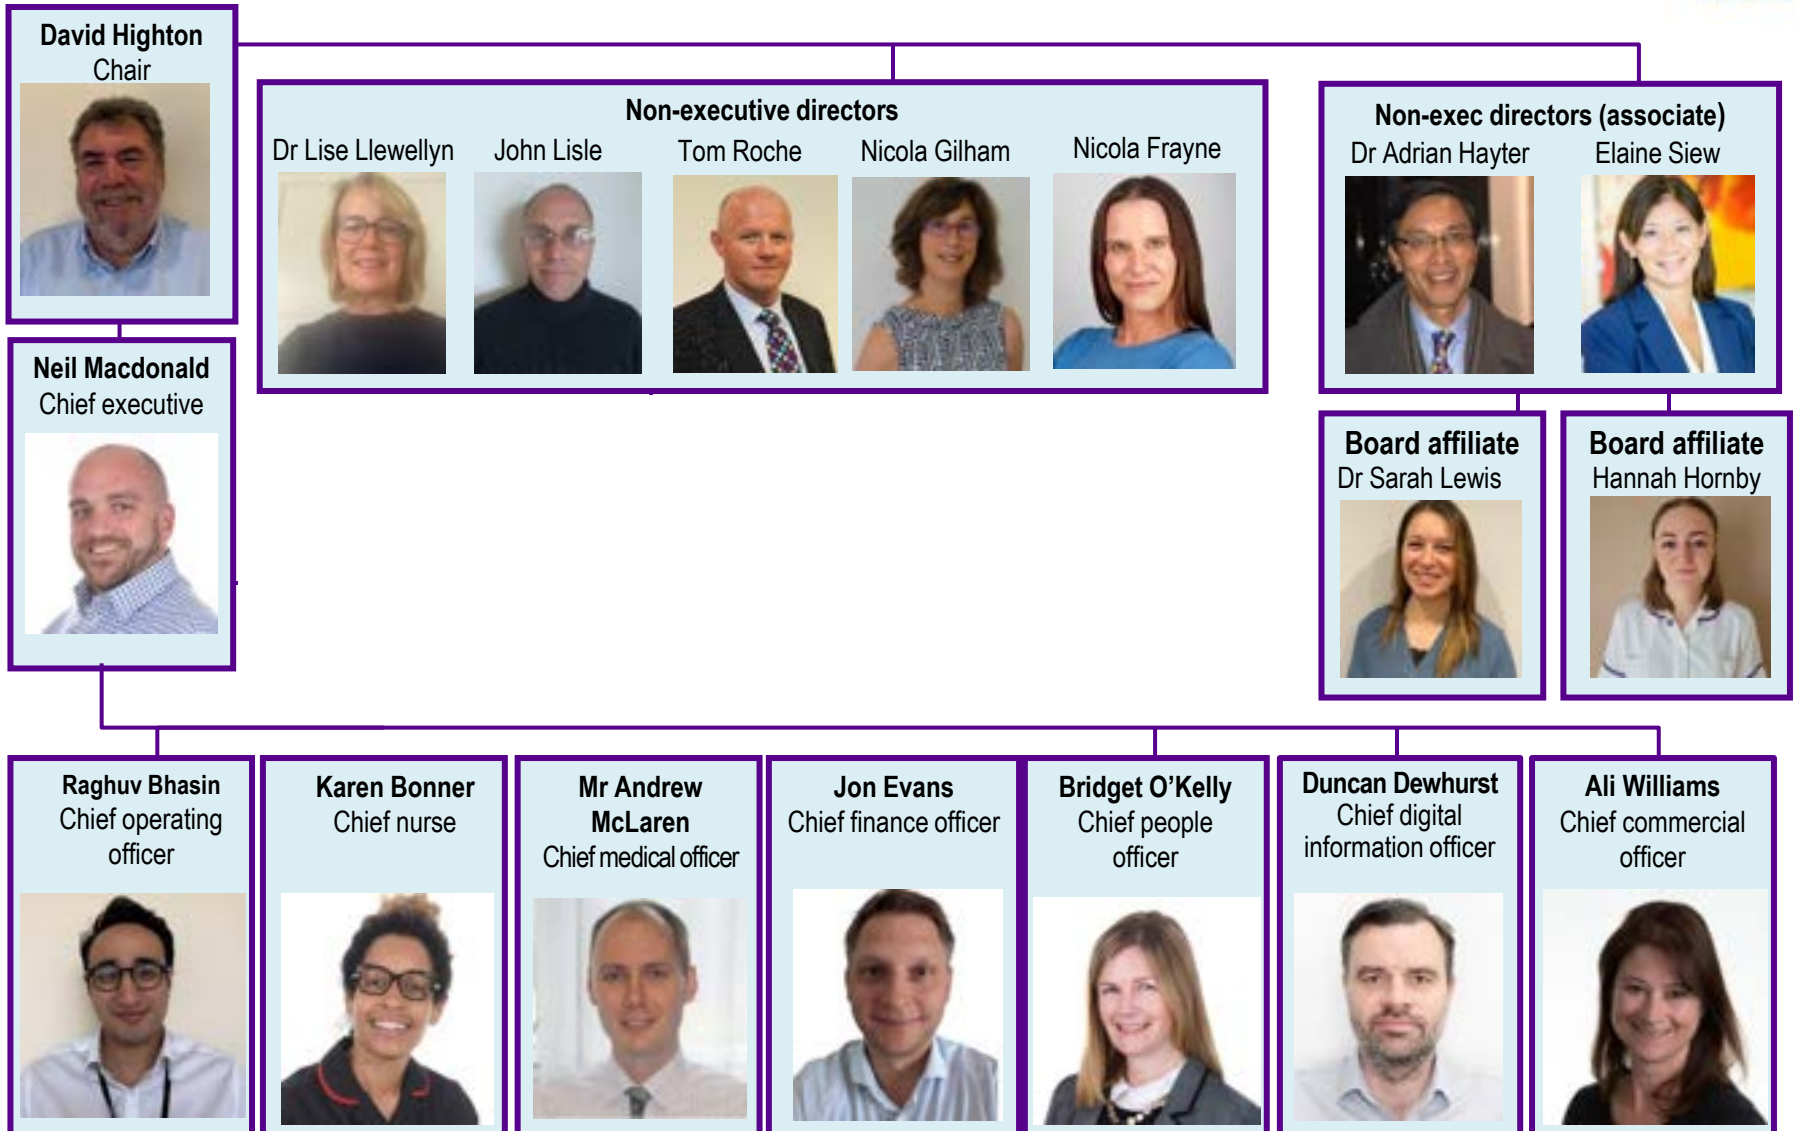 David Highton
Chair
Non-executive directors
Dr Lise Llewellyn
John Lisle
Tom Roche
Nicola Gilham
Nicola Frayne
Non-exec directors (associate)
Dr Adrian Hayter
Elaine Siew
Neil Macdonald
Chief executive
Board affiliate
Dr Sarah Lewis
Board affiliate
Hannah Hornby
Raghuv Bhasin
Chief operating
officer
Karen Bonner
Chief nurse
Mr Andrew
McLaren
Chief medical officer
Jon Evans
Chief finance officer
Bridget O’Kelly
Chief people
officer
Duncan Dewhurst
Chief digital
information officer
Ali Williams
Chief commercial
officer